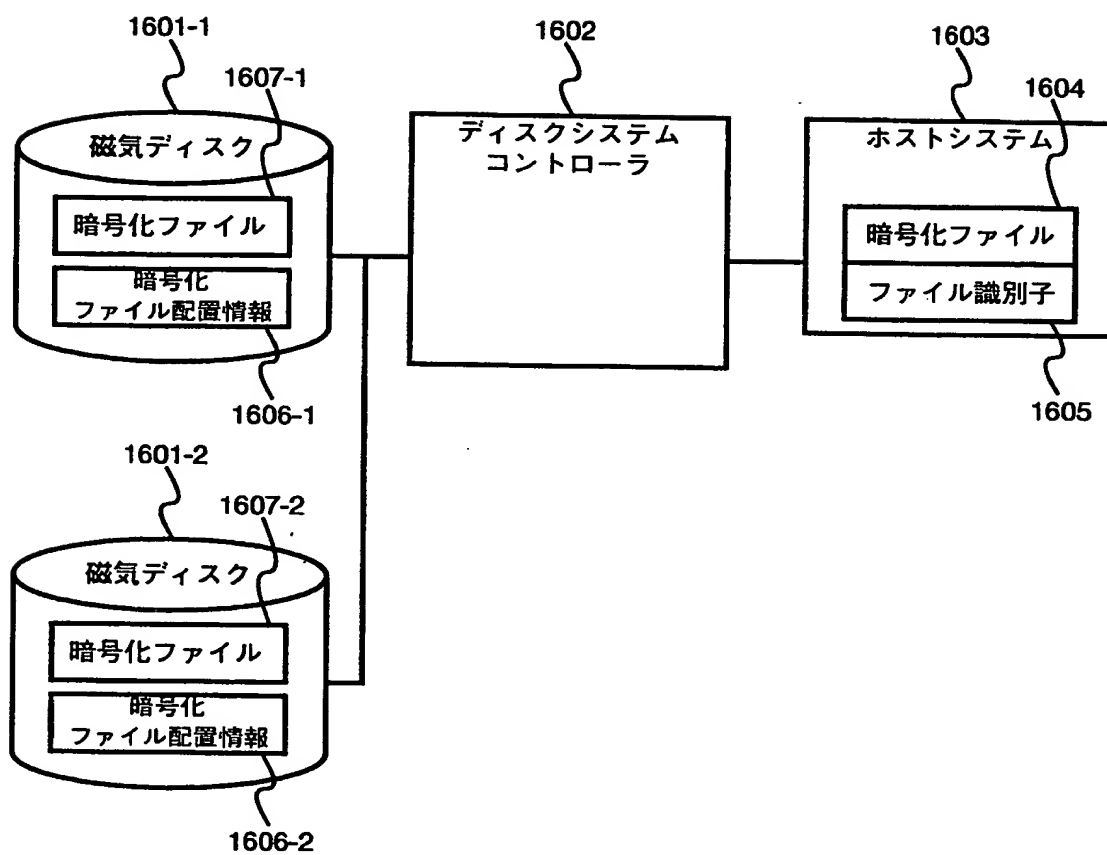 1601-1
1607-1
磁気ディスク
暗号化ファイル
暗号化
ファイル配置情報
1606-1
1602
ディスクシステム
コントローラ
1603
1604
ホストシステム
暗号化ファイル
ファイル識別子
1605
1601-2
1607-2
磁気ディスク
暗号化ファイル
暗号化
ファイル配置情報
1606-2